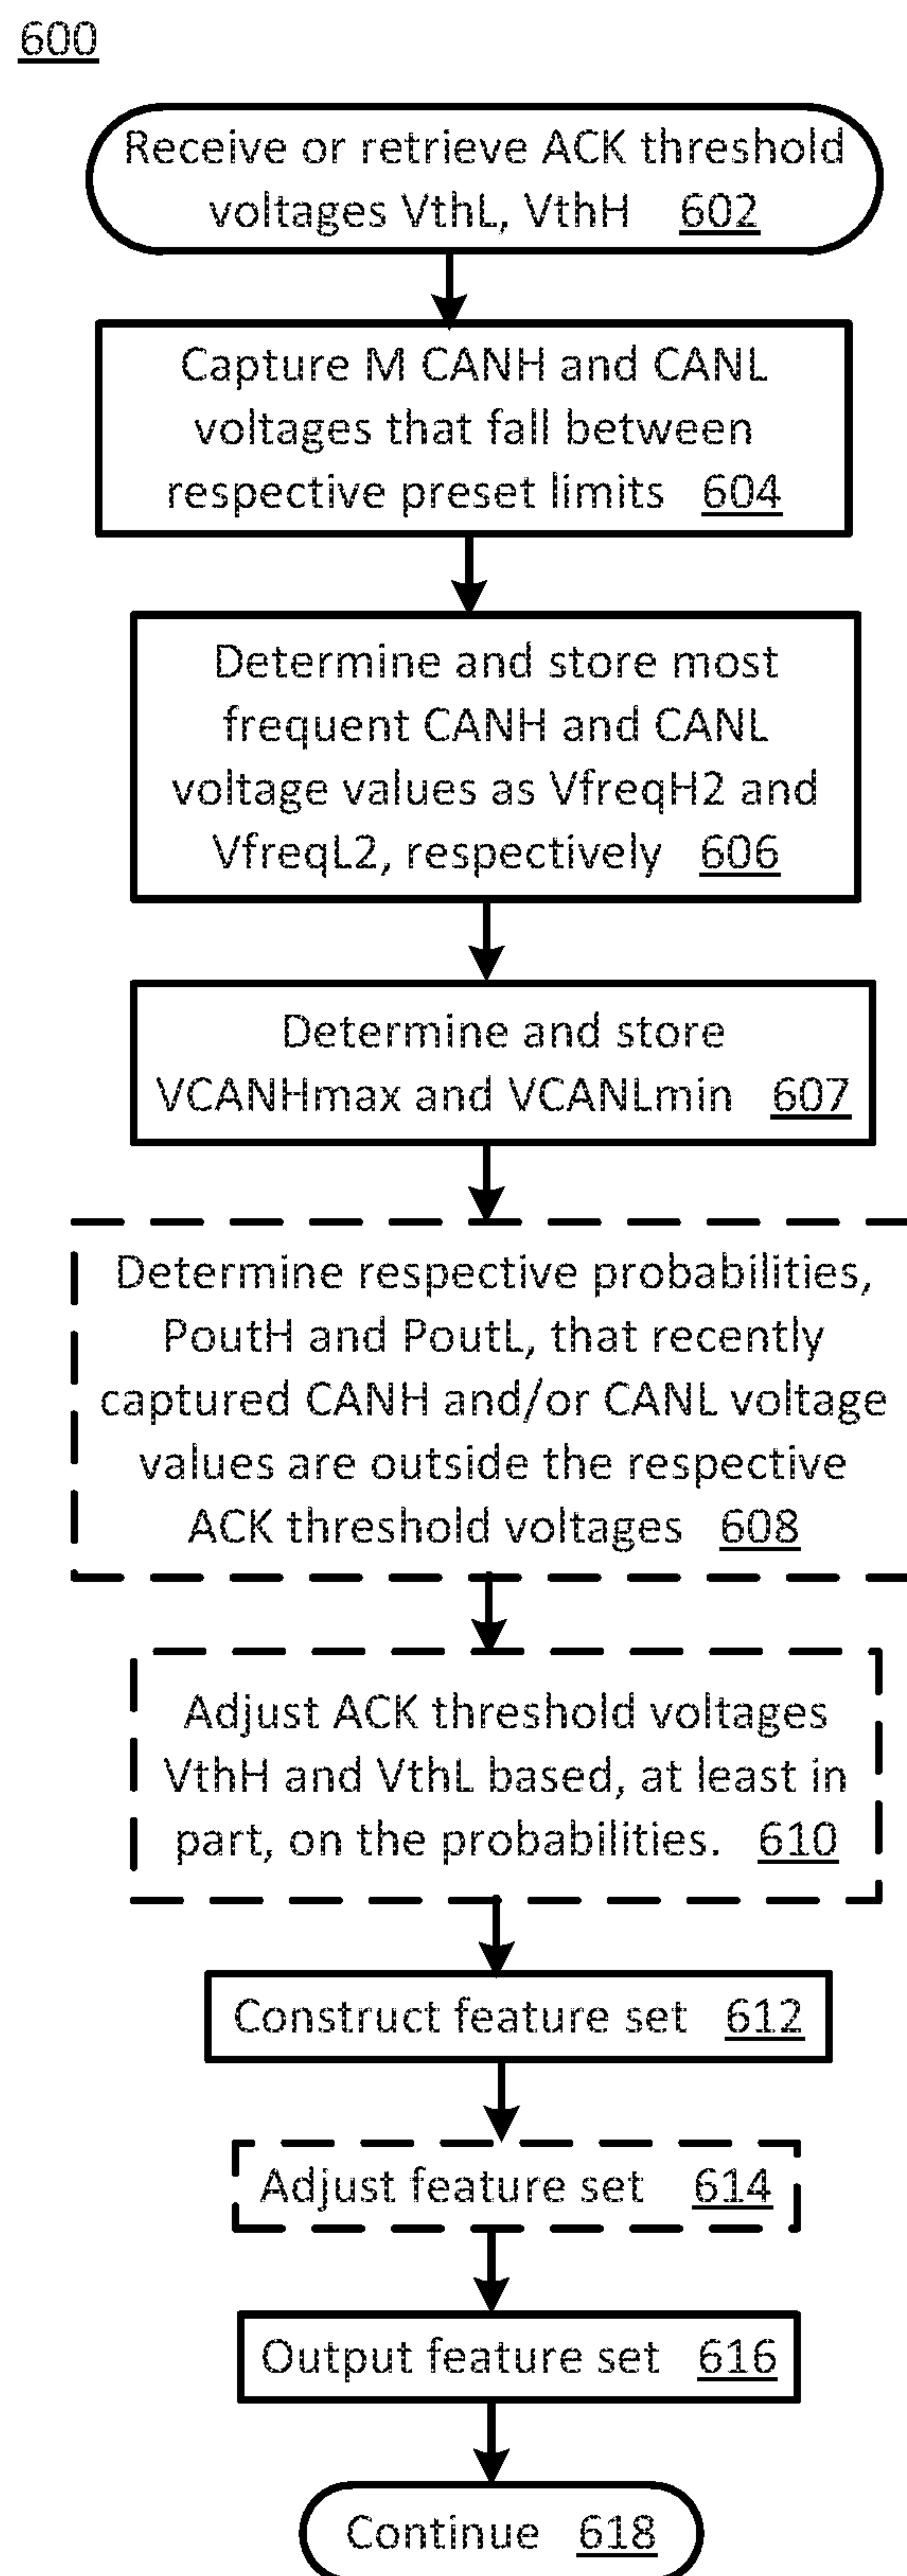 600
Receive or retrieve ACK threshold
voltages VthL, VthH 602
Capture M CANH and CANL
voltages that fall between
respective preset limits 604
Determine and store most
frequent CANH and CANL
voltage values as VfreqH2 and
VfreqL2, respectively 606
Determine and store
VCANHmax and VCANLmin 607
Determine respective probabilities,
PoutH and PoutL, that recently
captured CANH and/or CANL voltage
values are outside the respective
ACK threshold voltages 608
Adjust ACK threshold voltages
VthH and VthL based, at least in
part, on the probabilities. 610
Construct feature set 612
Adjust feature set 614
Output feature set 616
Continue 618